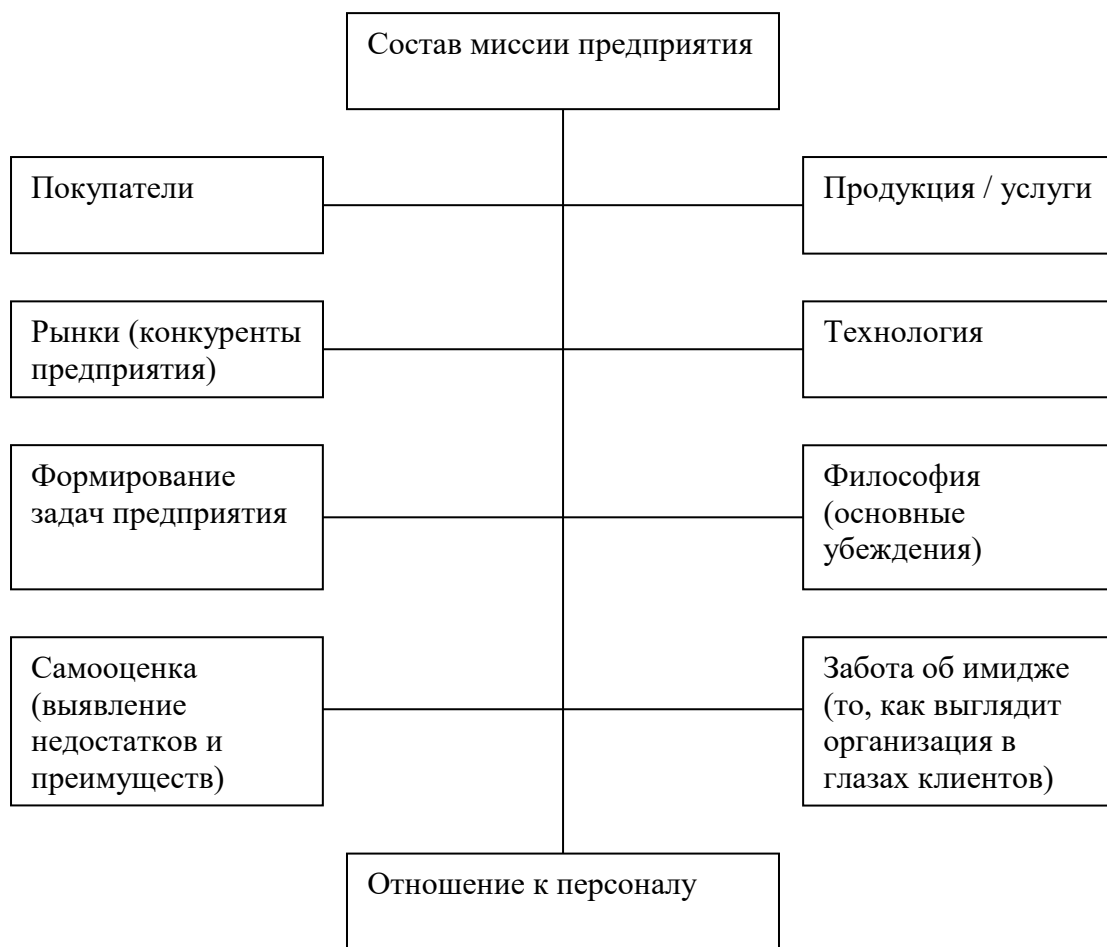 Состав миссии предприятия
Покупатели
Продукция / услуги
Рынки (конкуренты
предприятия)
Технология
Формирование
задач предприятия
Философия
(основные
убеждения)
Самооценка
(выявление
недостатков и
преимуществ)
Забота об имидже
(то, как выглядит
организация в
глазах клиентов)
Отношение к персоналу